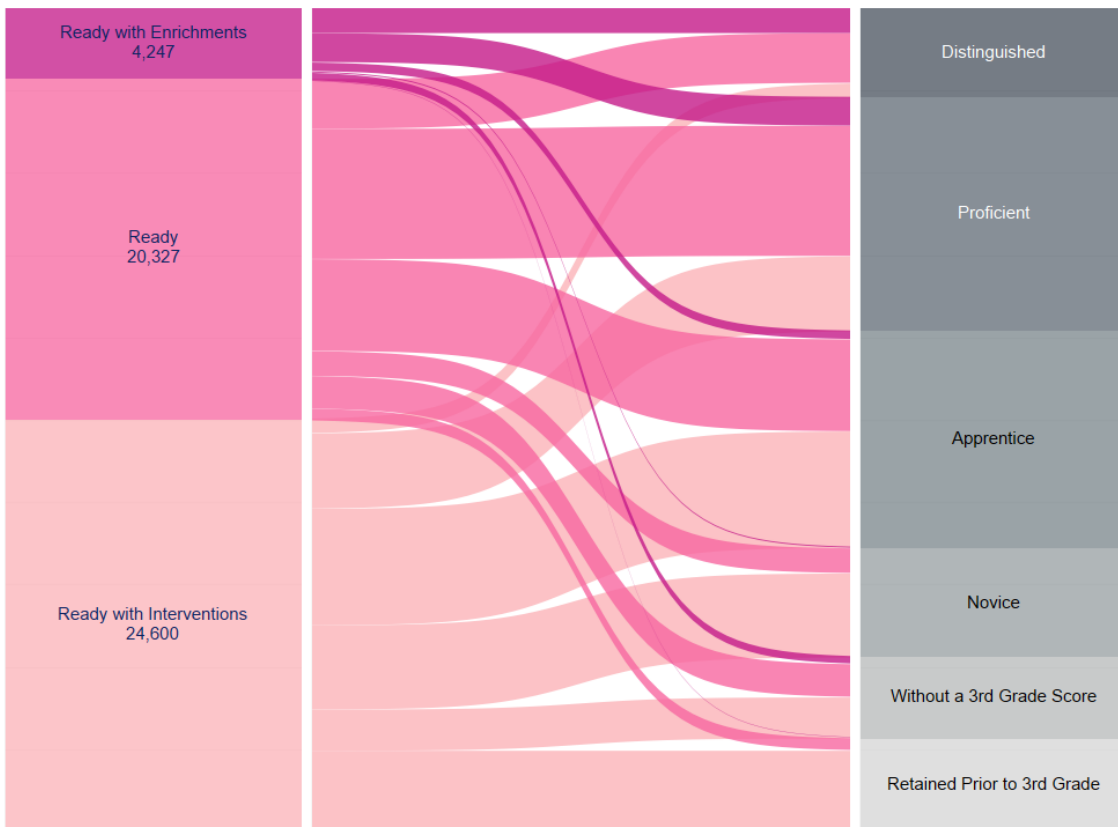 Ready with Enrichments
4,247
Ready
20,327
Ready with Interventions
24,600
Distinguished
Proficient
Apprentice
Novice
Without a 3rd Grade Score
Retained Prior to 3rd Grade